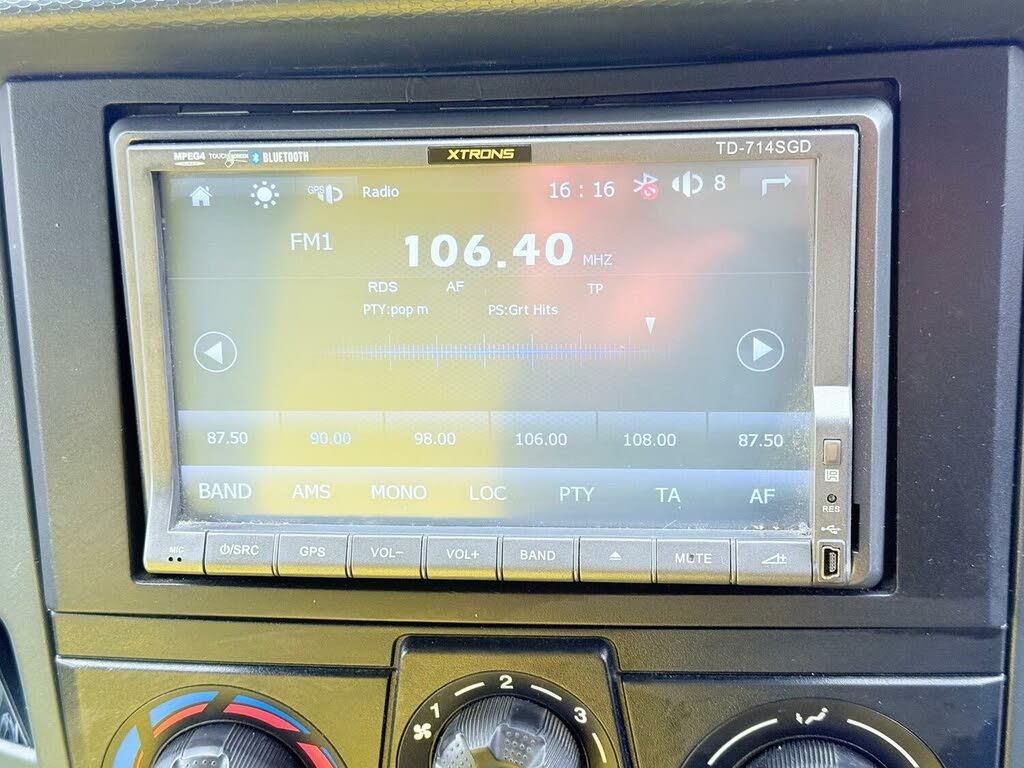 MPEG4 TOUCHSCREEN BLUETOOTH XTRONS TD-714SGD
GPS Radio 16 : 16 8
FM1 106.40 MHZ
RDS AF TP
PTY:pop m PS:Grt Hits
87.50 90.00 98.00 106.00 108.00 87.50
BAND AMS MONO LOC PTY TA AF
RES
MIC /SRC GPS VOL- VOL+ BAND MUTE
1 2 3